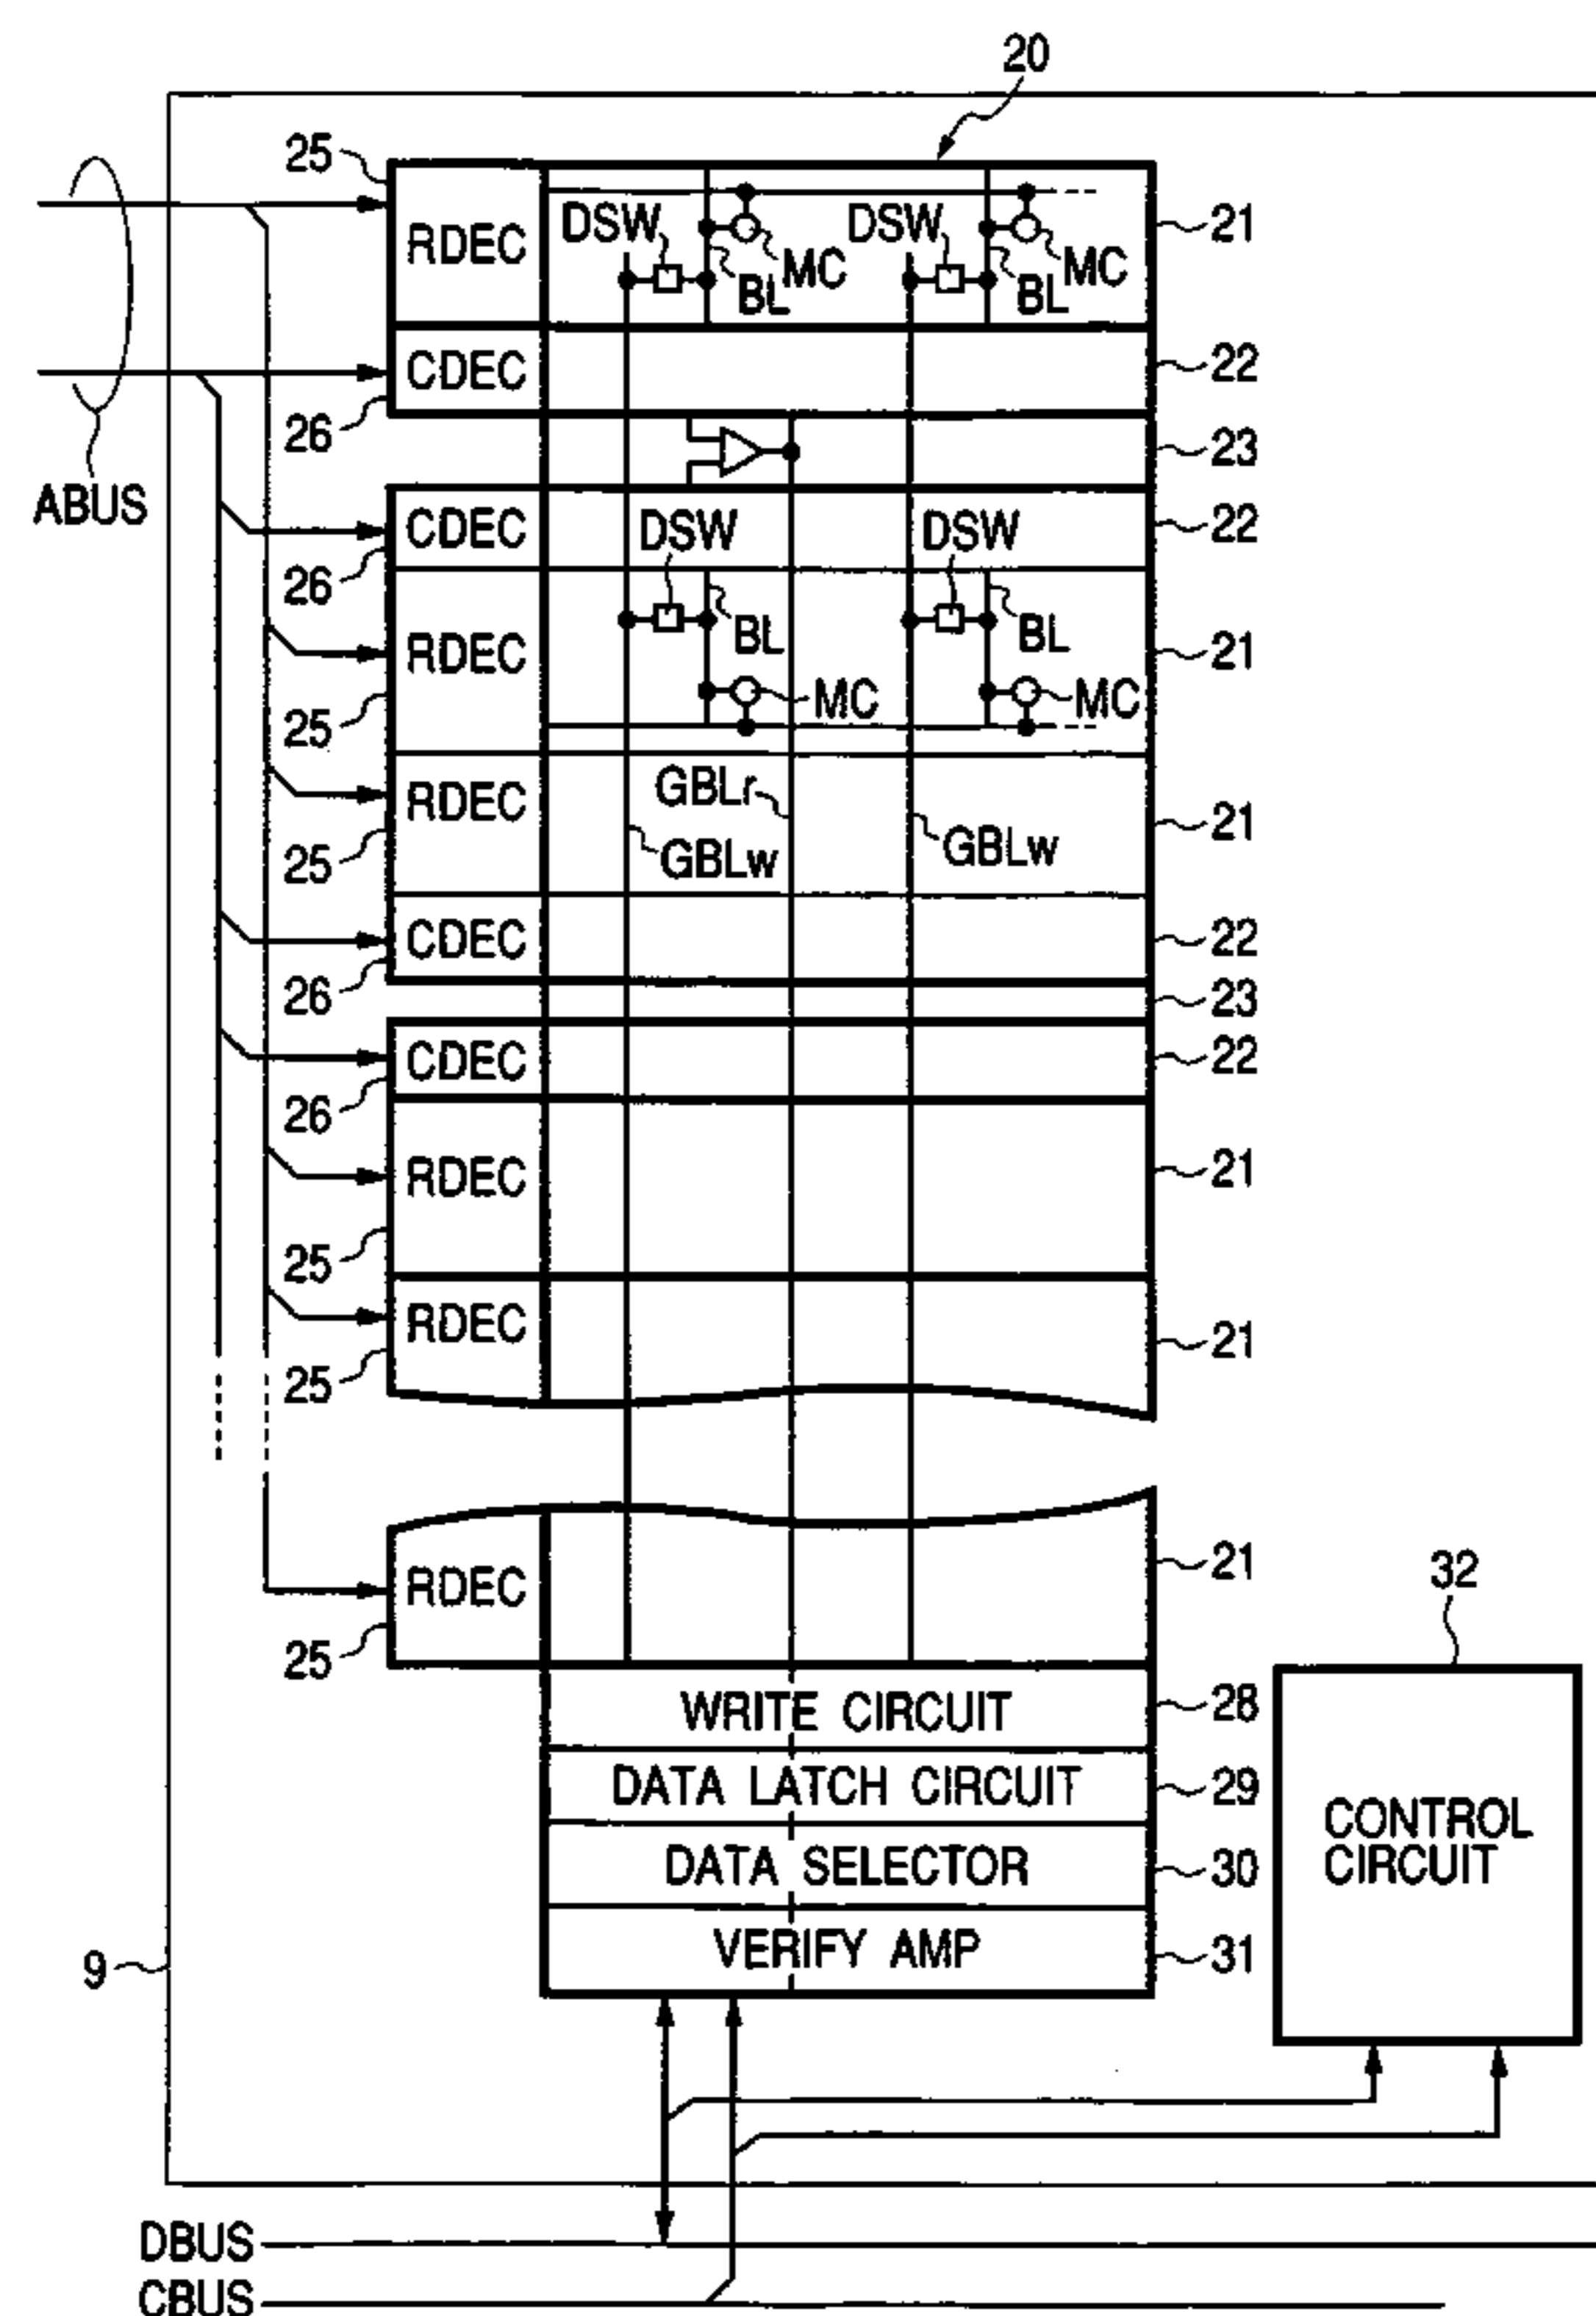 20
25
RDEC
DSW
BL
MC
DSW
BL
MC
21
CDEC
26
22
ABUS
23
CDEC
26
DSW
DSW
22
RDEC
25
BL
MC
BL
MC
21
RDEC
25
GBLr
GBLw
GBLw
21
CDEC
26
22
23
CDEC
26
22
RDEC
25
21
RDEC
25
21
RDEC
25
21
32
WRITE CIRCUIT
28
DATA LATCH CIRCUIT
29
DATA SELECTOR
30
VERIFY AMP
31
CONTROL
CIRCUIT
9
DBUS
CBUS